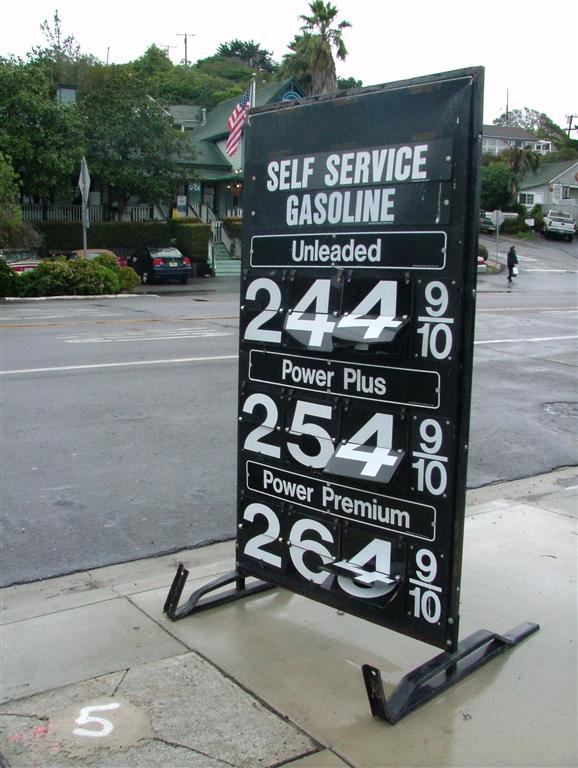 SELF SERVICE
GASOLINE
Unleaded
244 9/10
Power Plus
254 9/10
Power Premium
264 9/10
5